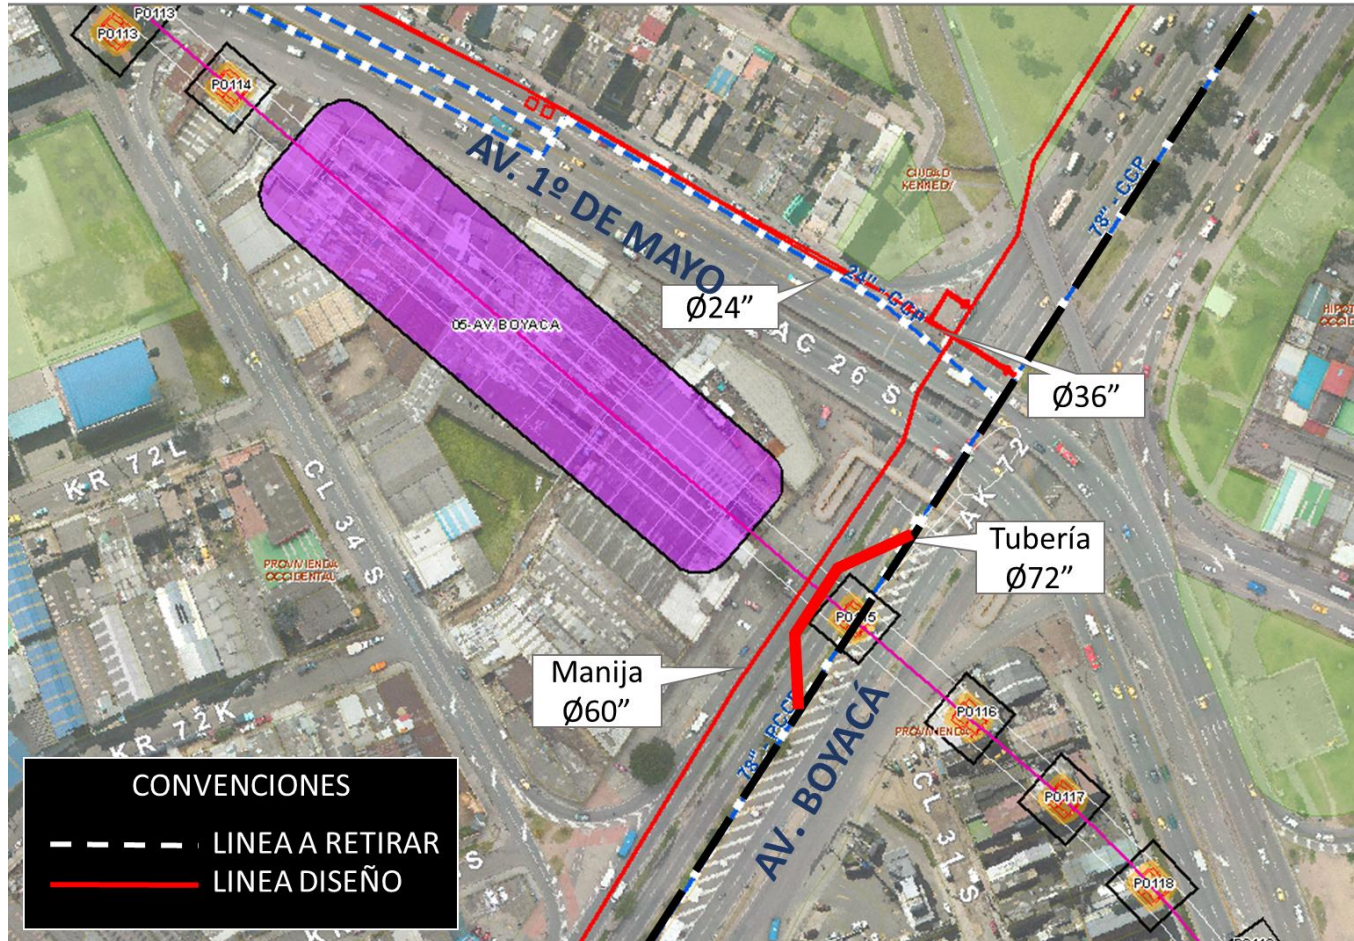 P0113
P0113
P0114
AV. 1º DE MAYO
CIUDAD
KENNEDY
78" - CCP
24" - CCP
Ø24”
05-AV. BOYACA
AC 26 S
Ø36”
KR 72L
CL 34 S
AK 72
PROVIVIENDA
OCCIDENTAL
Tubería
Ø72”
Manija
Ø60”
P0116
KR 72K
AV. BOYACÁ
P0117
CL 31 S
P0118
CONVENCIONES
LINEA A RETIRAR
LINEA DISEÑO